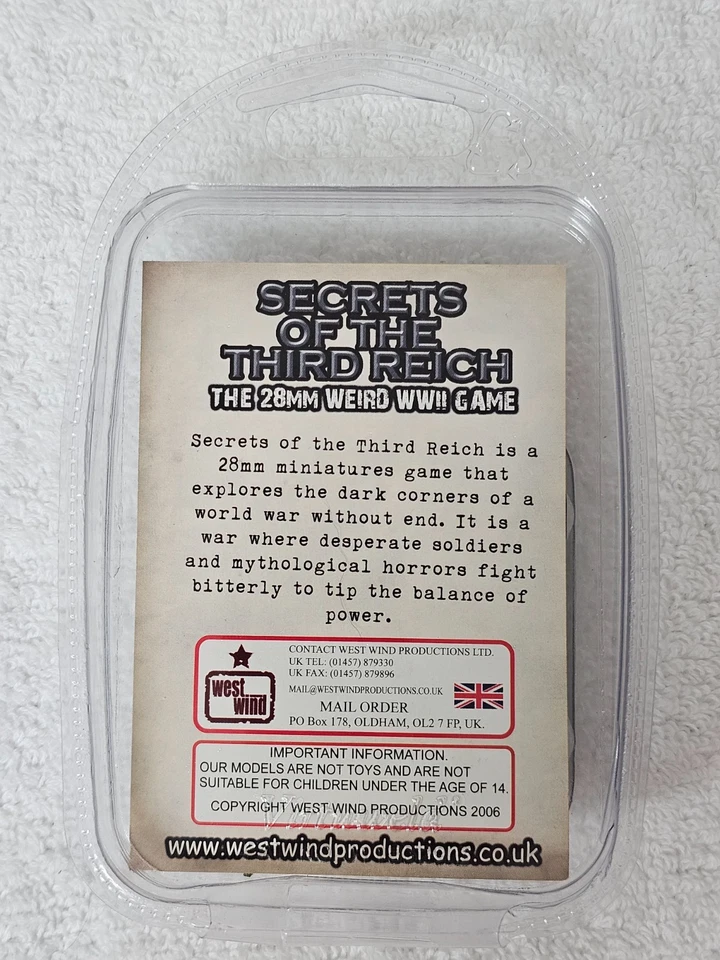 SECRETS
OF THE
THIRD REICH
THE 28MM WEIRD WWII GAME
Secrets of the Third Reich is a
28mm miniatures game that
explores the dark corners of a
world war without end. It is a
war where desperate soldiers
and mythological horrors fight
bitterly to tip the balance of
power.
west
wind
CONTACT WEST WIND PRODUCTIONS LTD.
UK TEL: (01457) 879330
UK FAX: (01457) 879896
MAIL@WESTWINDPRODUCTIONS.CO.UK
MAIL ORDER
PO Box 178, OLDHAM, OL2 7 FP, UK.
IMPORTANT INFORMATION.
OUR MODELS ARE NOT TOYS AND ARE NOT
SUITABLE FOR CHILDREN UNDER THE AGE OF 14.
COPYRIGHT WEST WIND PRODUCTIONS 2006
www.westwindproductions.co.uk